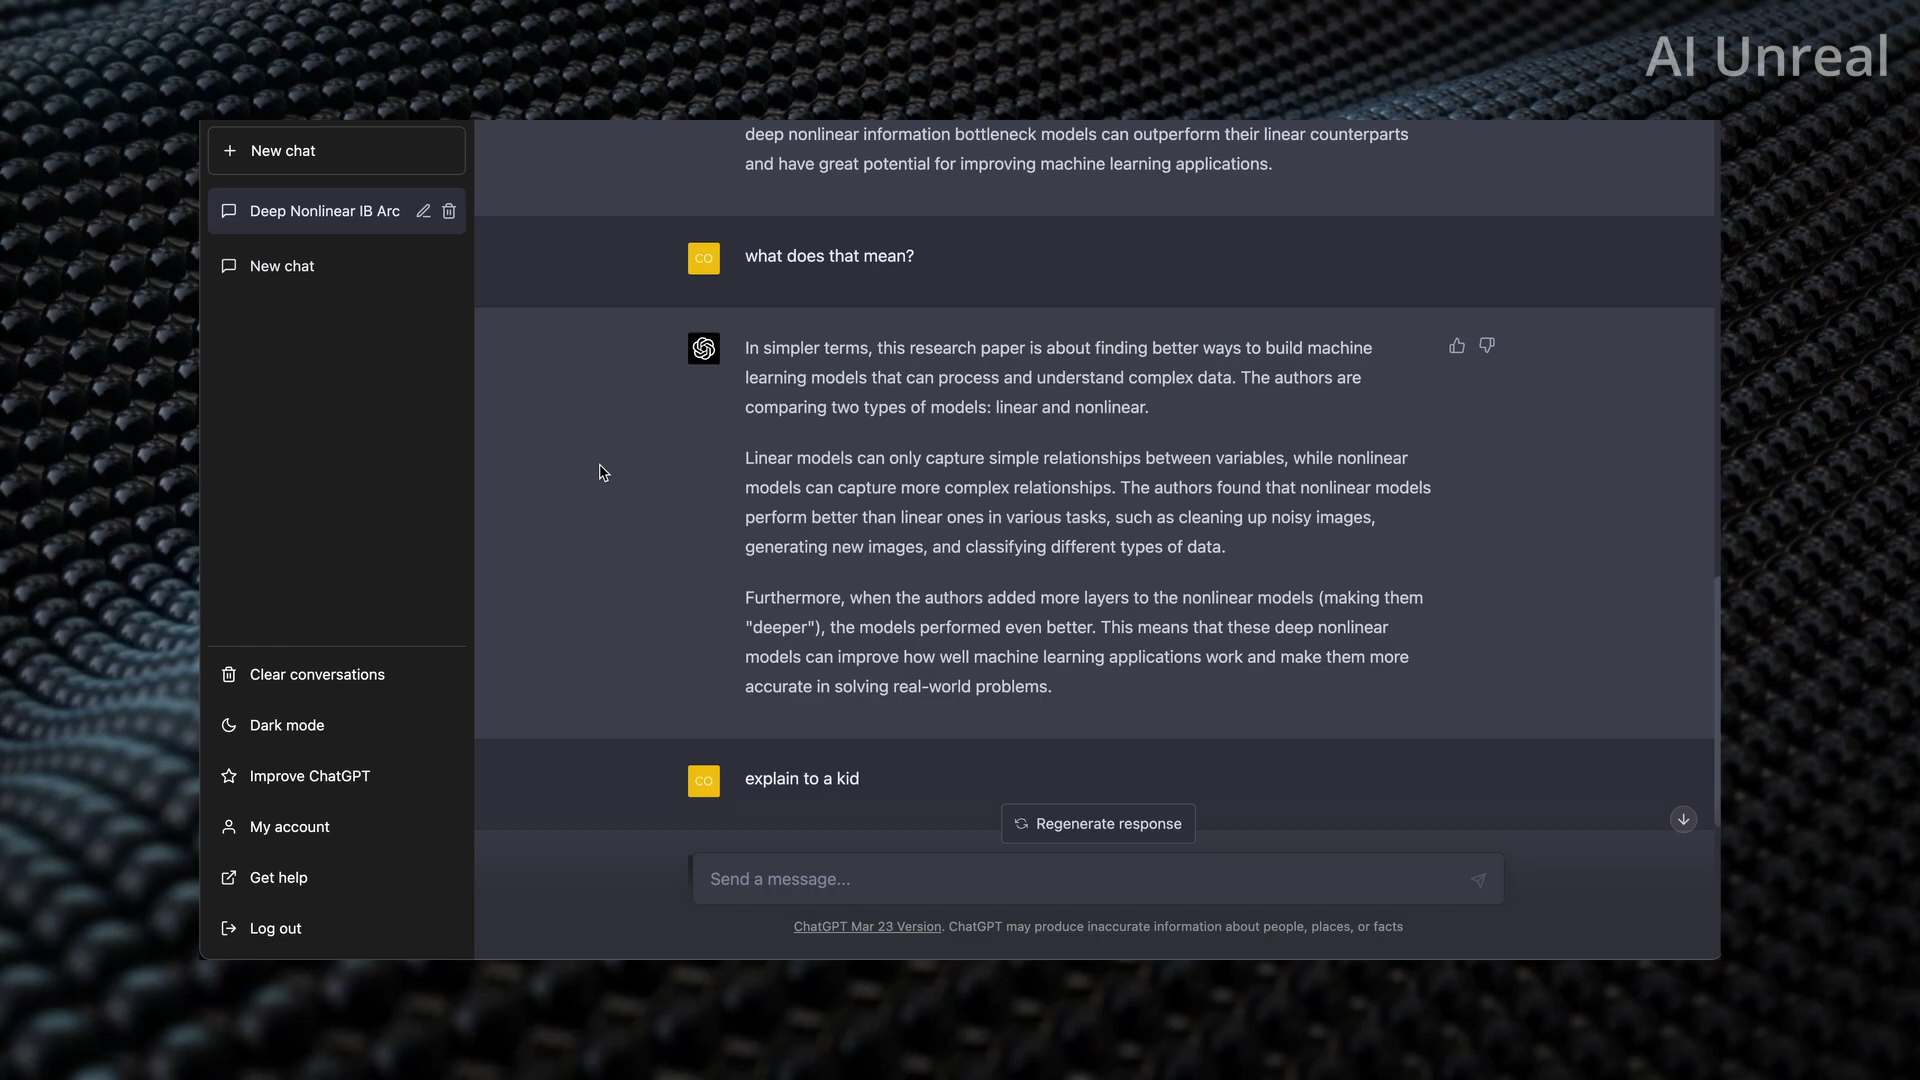 AI Unreal
New chat
Deep Nonlinear IB Arc
New chat
Clear conversations
Dark mode
Improve ChatGPT
My account
Get help
Log out
deep nonlinear information bottleneck models can outperform their linear counterparts
and have great potential for improving machine learning applications.
CO
what does that mean?
In simpler terms, this research paper is about finding better ways to build machine
learning models that can process and understand complex data. The authors are
comparing two types of models: linear and nonlinear.
Linear models can only capture simple relationships between variables, while nonlinear
models can capture more complex relationships. The authors found that nonlinear models
perform better than linear ones in various tasks, such as cleaning up noisy images,
generating new images, and classifying different types of data.
Furthermore, when the authors added more layers to the nonlinear models (making them
"deeper"), the models performed even better. This means that these deep nonlinear
models can improve how well machine learning applications work and make them more
accurate in solving real-world problems.
CO
explain to a kid
Regenerate response
Send a message...
ChatGPT Mar 23 Version. ChatGPT may produce inaccurate information about people, places, or facts